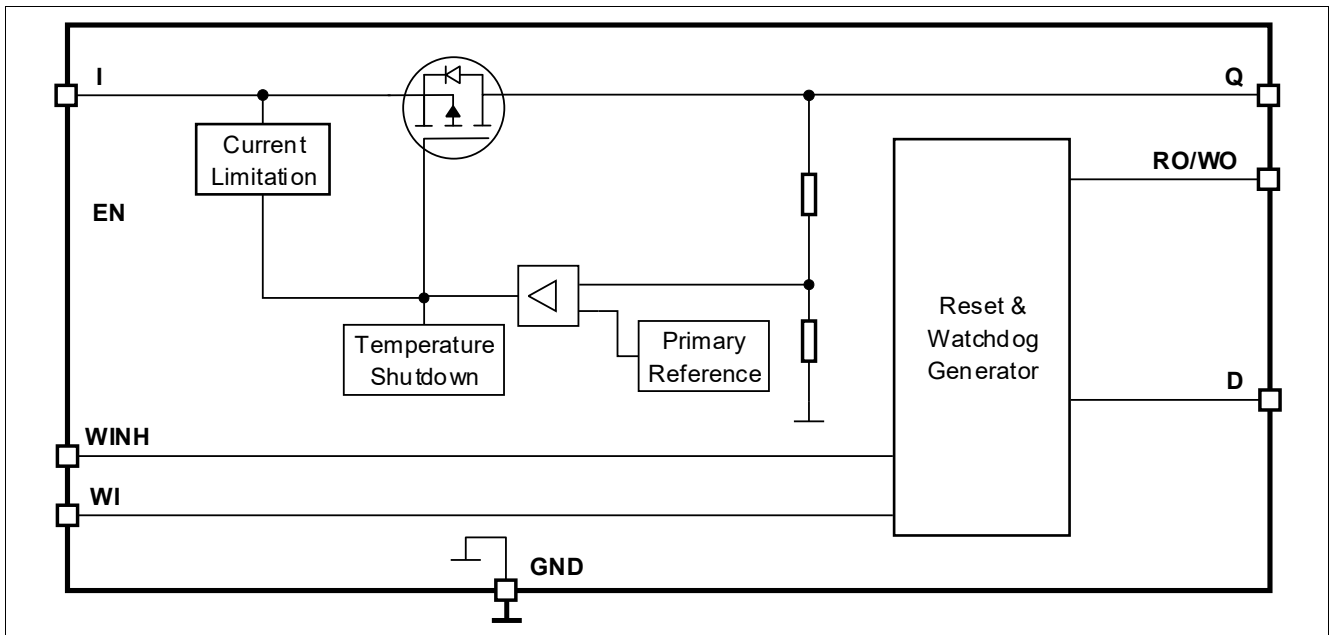 I
Q
Current
Limitation
RO/WO
EN
Reset &
Watchdog
Generator
Temperature
Shutdown
Primary
Reference
D
WINH
WI
GND